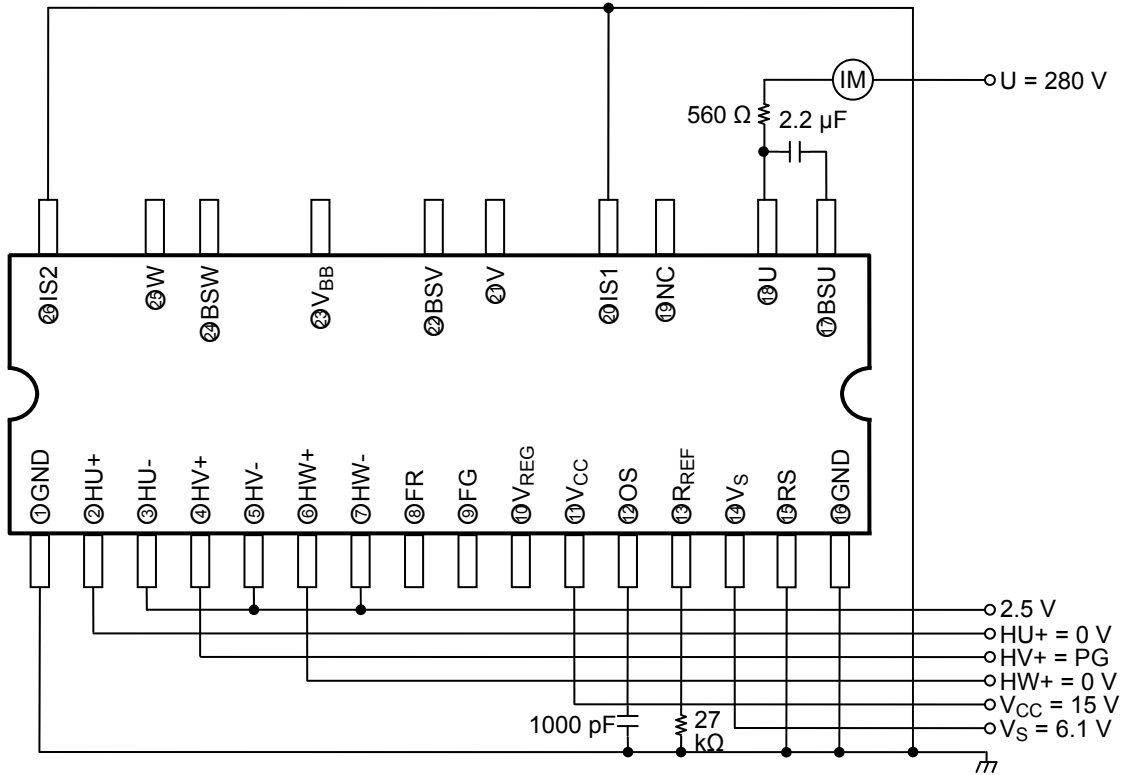 IM
U = 280 V
560 Ω
2.2 μF
㉖IS2
㉕W
㉔BSW
㉓VBB
㉒BSV
㉑V
⑳IS1
⑲NC
⑱U
⑰BSU
①GND
②HU+
③HU-
④HV+
⑤HV-
⑥HW+
⑦HW-
⑧FR
⑨FG
⑩VREG
⑪VCC
⑫OS
⑬RREF
⑭VS
⑮RS
⑯GND
2.5 V
HU+ = 0 V
HV+ = PG
HW+ = 0 V
VCC = 15 V
1000 pF
27
kΩ
VS = 6.1 V